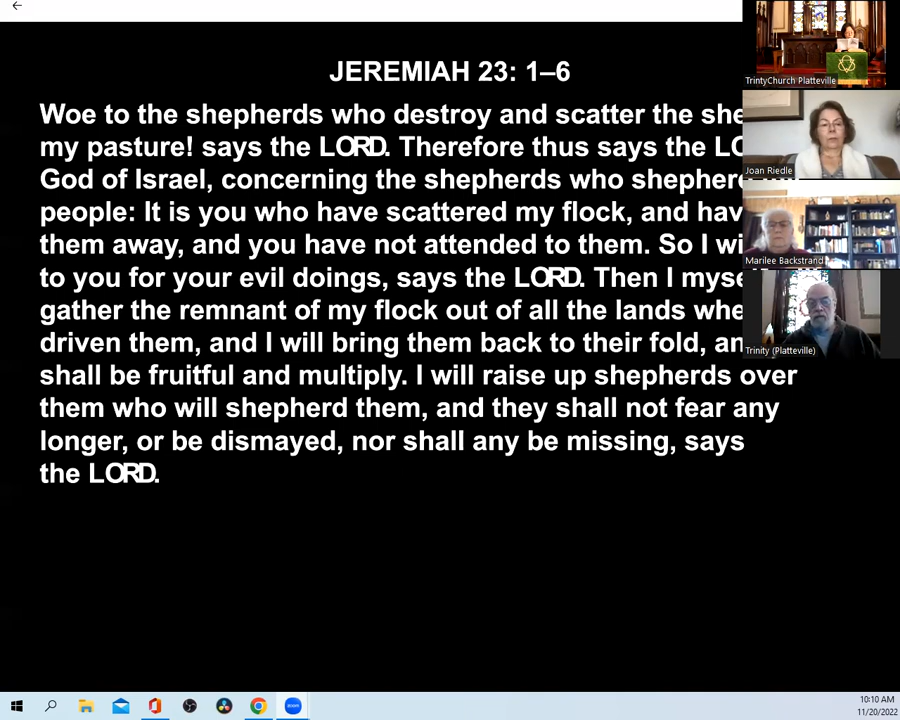 JEREMIAH 23: 1–6
Woe to the shepherds who destroy and scatter the she
my pasture! says the LORD. Therefore thus says the LO
God of Israel, concerning the shepherds who shepher
people: It is you who have scattered my flock, and hav
them away, and you have not attended to them. So I wi
to you for your evil doings, says the LORD. Then I myse
gather the remnant of my flock out of all the lands whe
driven them, and I will bring them back to their fold, an
shall be fruitful and multiply. I will raise up shepherds over
them who will shepherd them, and they shall not fear any
longer, or be dismayed, nor shall any be missing, says
the LORD.
TrintyChurch Platteville
Joan Riedle
Marilee Backstrand
Trinity (Platteville)
zoom
10:10 AM
11/20/2022